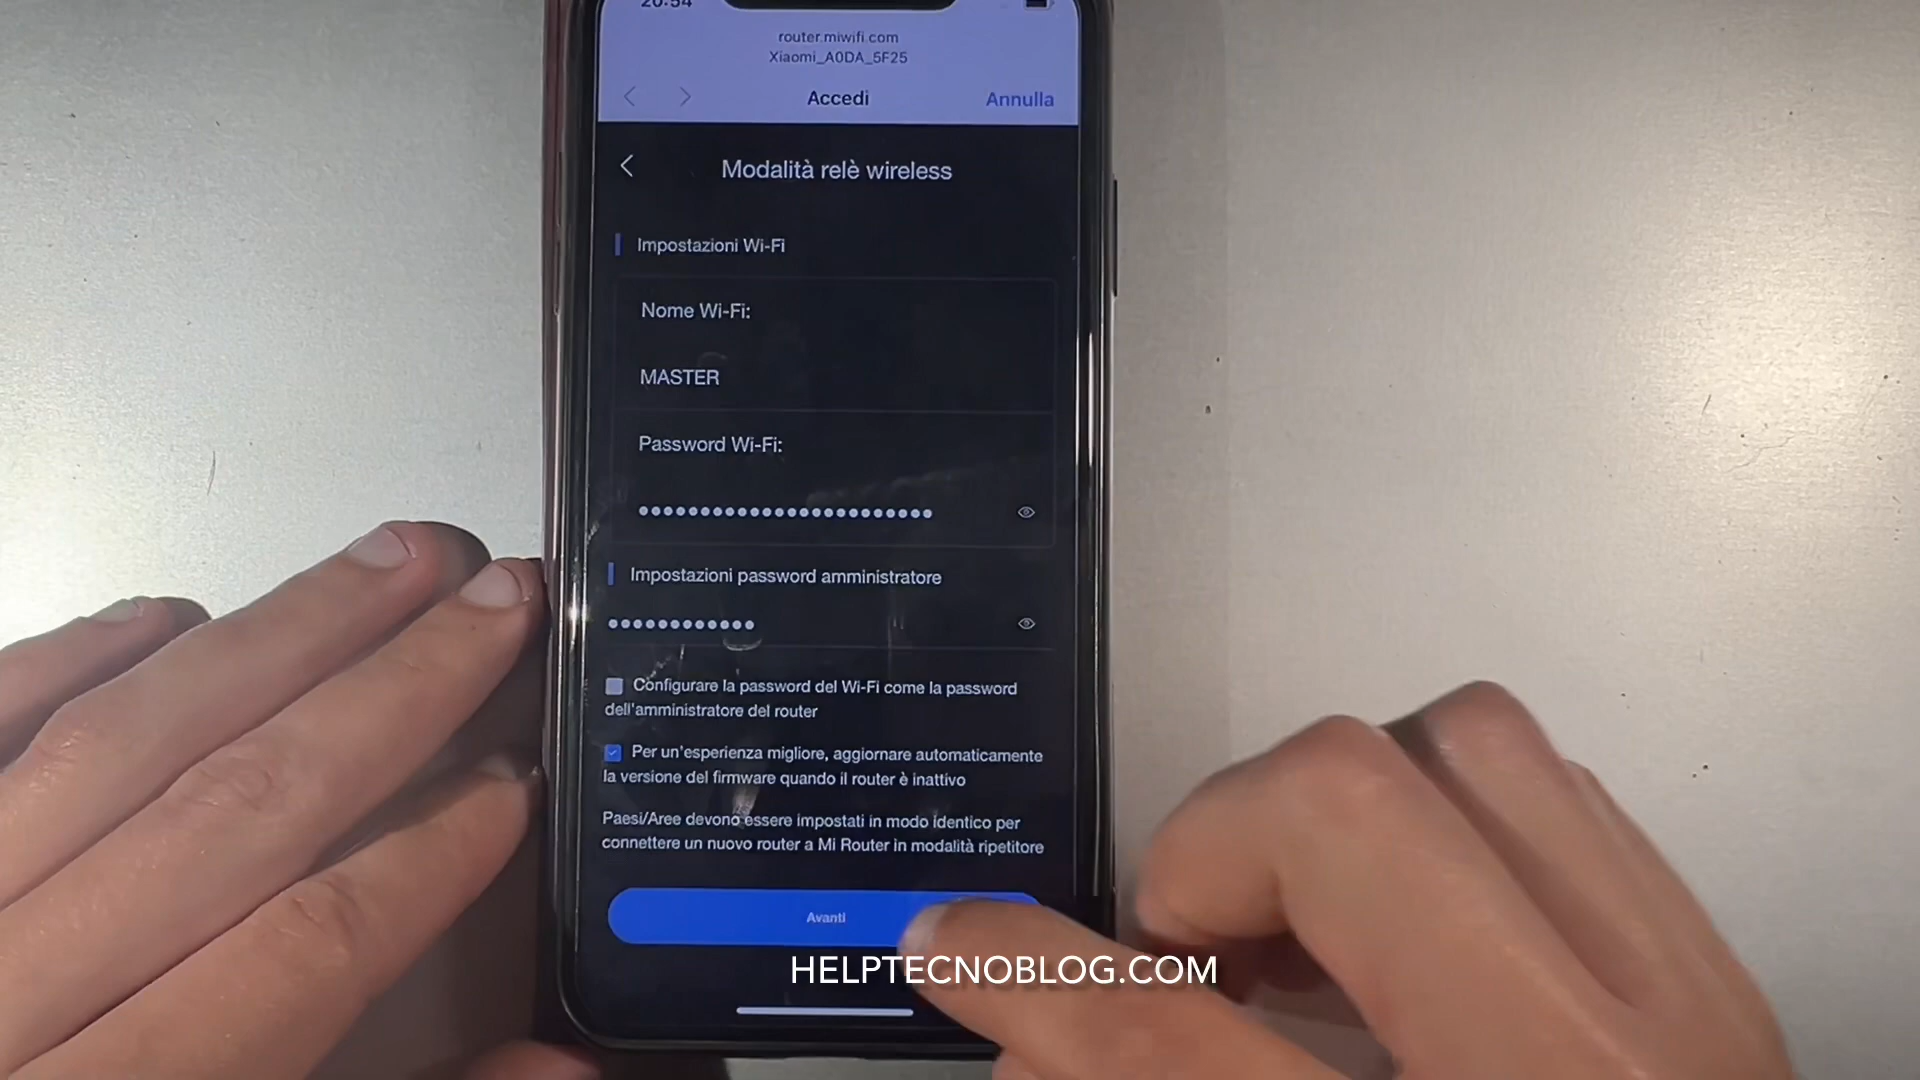 20:54
router.miwifi.com
Xiaomi_A0DA_5F25
Accedi
Annulla
Modalità relè wireless
Impostazioni Wi-Fi
Nome Wi-Fi:
MASTER
Password Wi-Fi:
Impostazioni password amministratore
Configurare la password del Wi-Fi come la password
dell'amministratore del router
Per un'esperienza migliore, aggiornare automaticamente
la versione del firmware quando il router è inattivo
Paesi/Aree devono essere impostati in modo identico per
connettere un nuovo router a Mi Router in modalità ripetitore
Avanti
HELPTECNOBLOG.COM